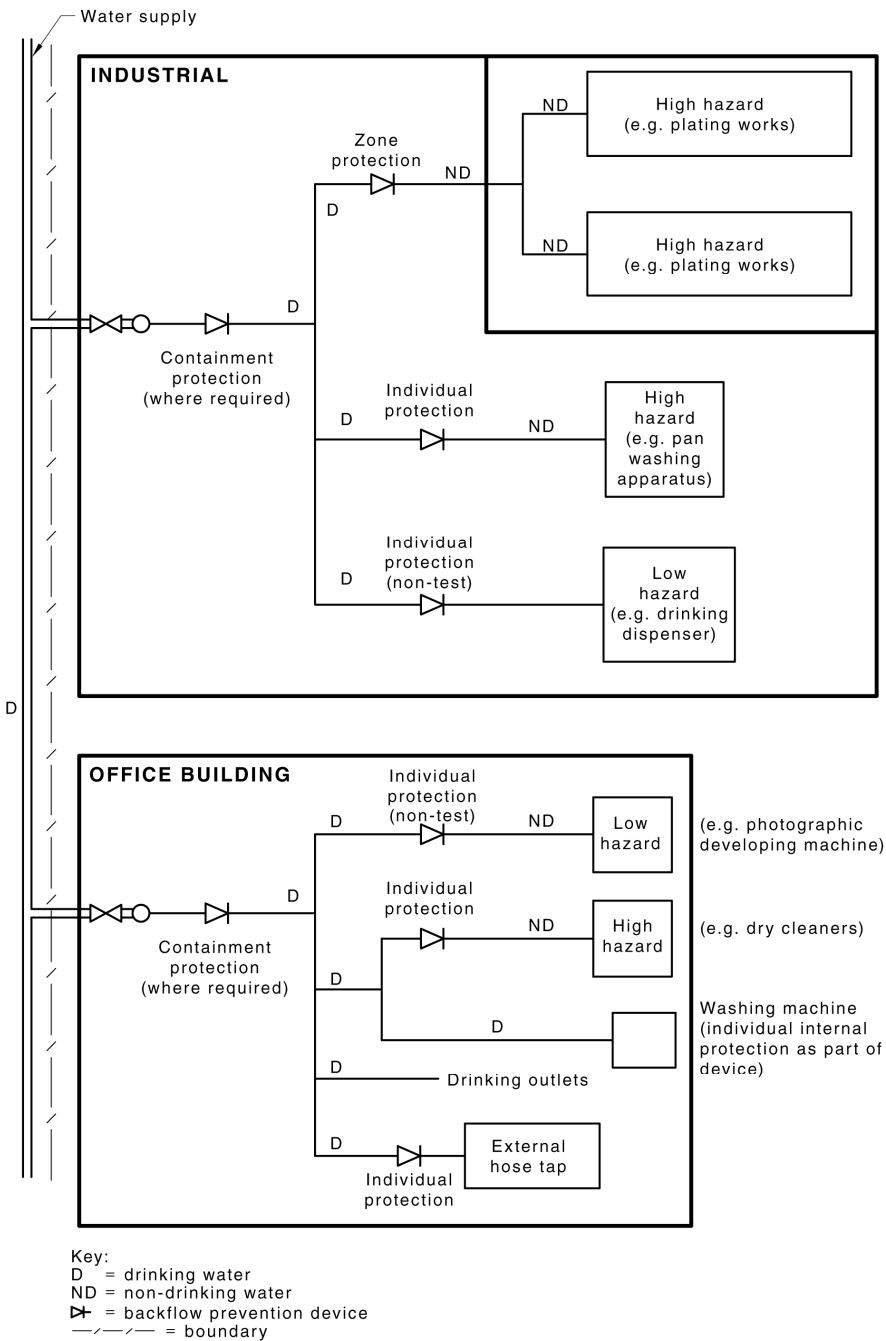 Water supply
INDUSTRIAL
ND
High hazard
(e.g. plating works)
Zone
protection
ND
D
ND
High hazard
(e.g. plating works)
D
Containment
protection
(where required)
Individual
protection
D
ND
High
hazard
(e.g. pan
washing
apparatus)
Individual
protection
(non-test)
D
Low
hazard
(e.g. drinking
dispenser)
D
OFFICE BUILDING
Individual
protection
(non-test)
D
ND
Low
hazard
(e.g. photographic
developing machine)
D
Individual
protection
ND
High
hazard
(e.g. dry cleaners)
Containment
protection
(where required)
D
D
Washing machine
(individual internal
protection as part of
device)
D
Drinking outlets
D
External
hose tap
Individual
protection
Key:
D = drinking water
ND = non-drinking water
= backflow prevention device
= boundary